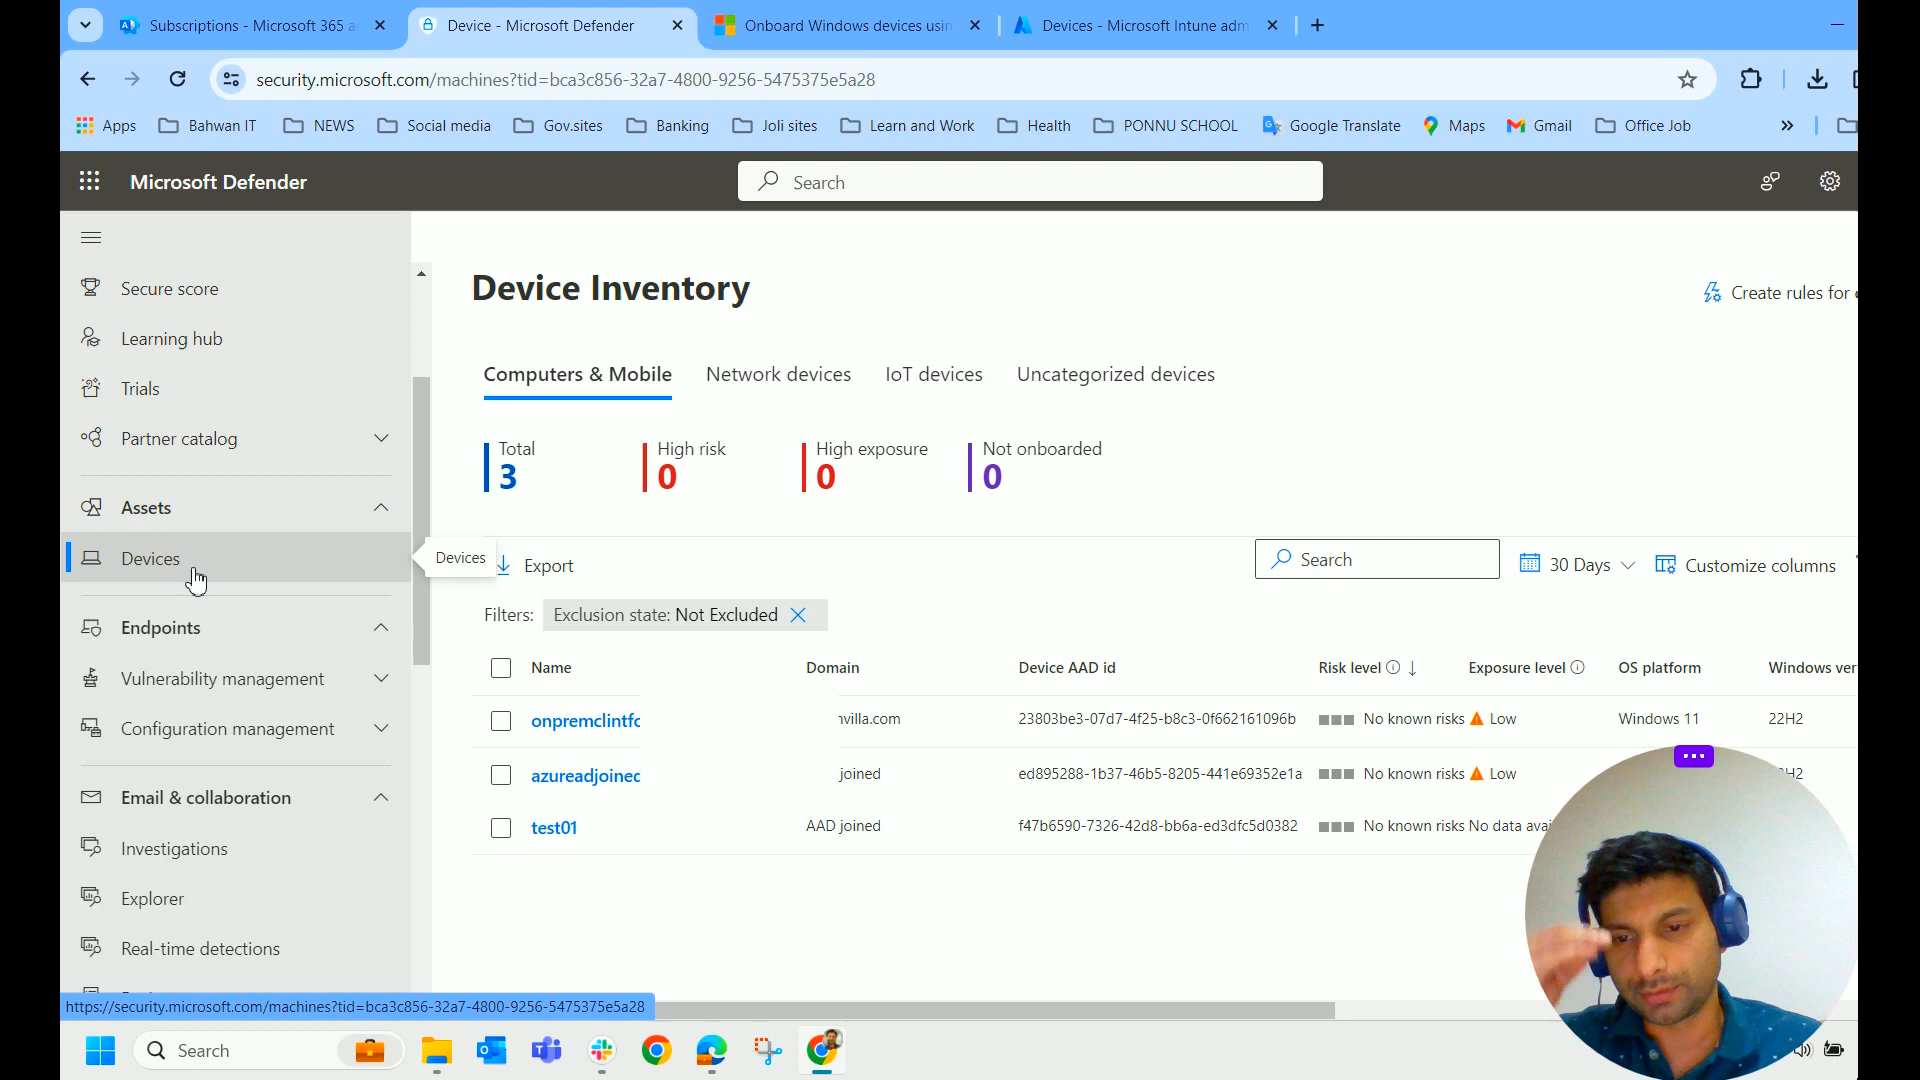 Subscriptions - Microsoft 365 a
Device - Microsoft Defender
Onboard Windows devices usin
Devices - Microsoft Intune adm
security.microsoft.com/machines?tid=bca3c856-32a7-4800-9256-5475375e5a28
Apps
Bahwan IT
NEWS
Social media
Gov.sites
Banking
Joli sites
Learn and Work
Health
PONNU SCHOOL
Google Translate
Maps
Gmail
Office Job
Microsoft Defender
Search
Secure score
Learning hub
Trials
Partner catalog
Assets
Devices
Endpoints
Vulnerability management
Configuration management
Email & collaboration
Investigations
Explorer
Real-time detections
Devices
Device Inventory
Create rules for
Computers & Mobile
Network devices
IoT devices
Uncategorized devices
Total
3
High risk
0
High exposure
0
Not onboarded
0
Export
Search
30 Days
Customize columns
Filters: Exclusion state: Not Excluded
Name Domain Device AAD id Risk level Exposure level OS platform Windows ver
onpremclintfc villa.com 23803be3-07d7-4f25-b8c3-0f662161096b No known risks Low Windows 11 22H2
azureadjoined joined ed895288-1b37-46b5-8205-441e69352e1a No known risks Low H2
test01 AAD joined f47b6590-7326-42d8-bb6a-ed3dfc5d0382 No known risks No data avai
https://security.microsoft.com/machines?tid=bca3c856-32a7-4800-9256-5475375e5a28
Search